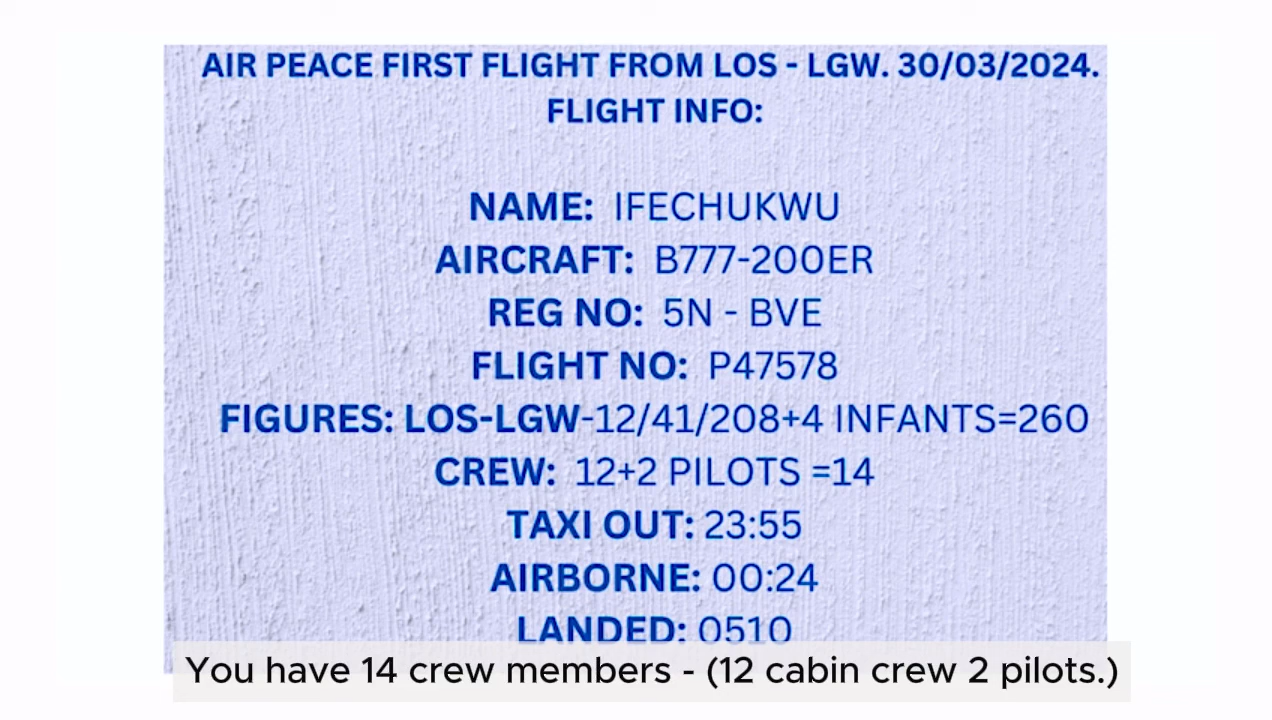 AIR PEACE FIRST FLIGHT FROM LOS - LGW. 30/03/2024.
FLIGHT INFO:
NAME: IFECHUKWU
AIRCRAFT: B777-200ER
REG NO: 5N - BVE
FLIGHT NO: P47578
FIGURES: LOS-LGW-12/41/208+4 INFANTS=260
CREW: 12+2 PILOTS =14
TAXI OUT: 23:55
AIRBORNE: 00:24
LANDED: 0510
You have 14 crew members - (12 cabin crew 2 pilots.)